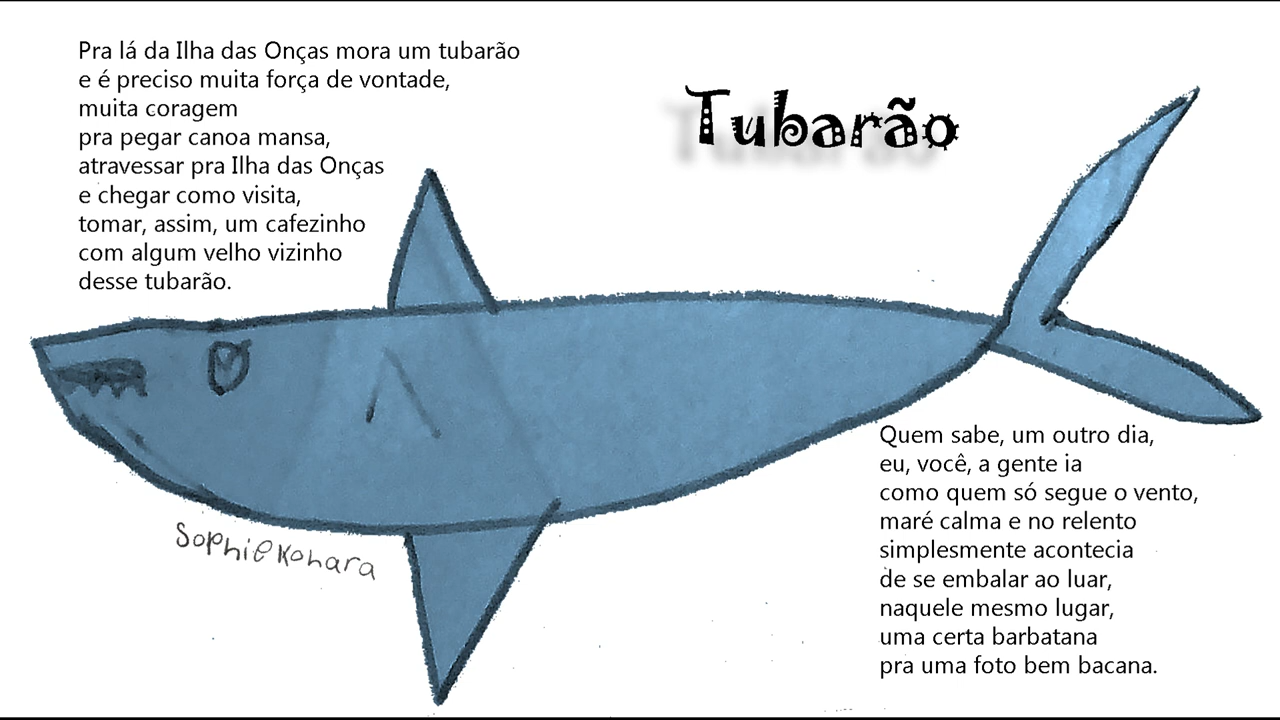 Tubarão
Pra lá da Ilha das Onças mora um tubarão
e é preciso muita força de vontade,
muita coragem
pra pegar canoa mansa,
atravessar pra Ilha das Onças
e chegar como visita,
tomar, assim, um cafezinho
com algum velho vizinho
desse tubarão.
Sophie Kohara
Quem sabe, um outro dia,
eu, você, a gente ia
como quem só segue o vento,
maré calma e no relento
simplesmente acontecia
de se embalar ao luar,
naquele mesmo lugar,
uma certa barbatana
pra uma foto bem bacana.